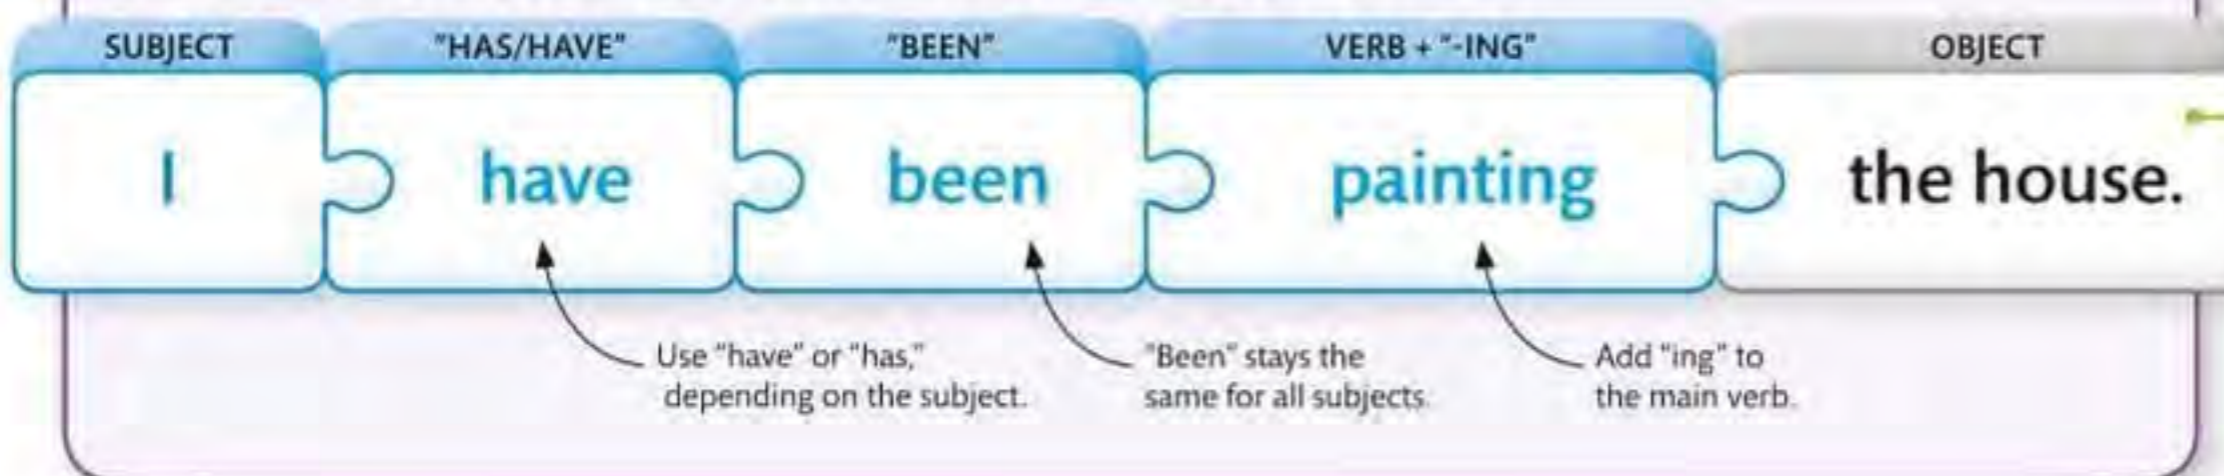 SUBJECT "HAS/HAVE" "BEEN" VERB + "-ING" OBJECT
I have been painting the house.
Use "have" or "has," "Been" stays the Add "ing" to
depending on the subject. same for all subjects. the main verb.